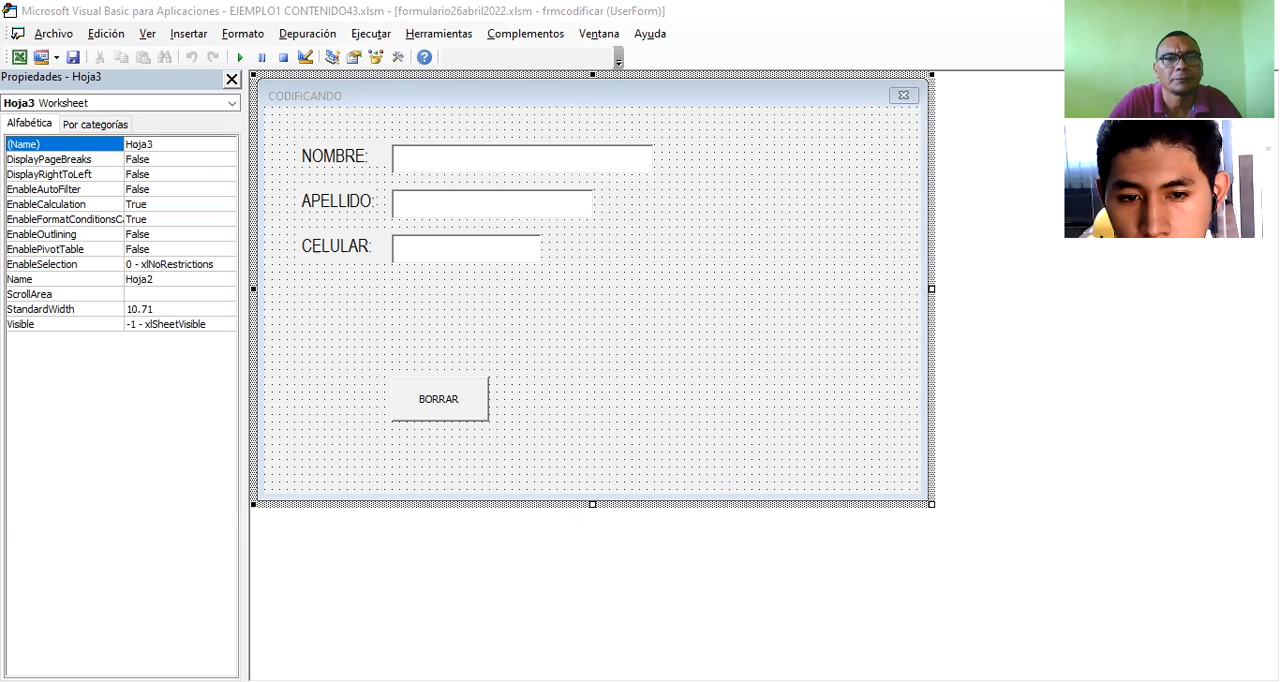 Microsoft Visual Basic para Aplicaciones - EJEMPLO1 CONTENIDO43.xlsm - [formulario26abril2022.xlsm - frmcodificar (UserForm)]
Archivo Edición Ver Insertar Formato Depuración Ejecutar Herramientas Complementos Ventana Ayuda
Propiedades - Hoja3
Hoja3 Worksheet
Alfabética Por categorías
(Name) Hoja3
DisplayPageBreaks False
DisplayRightToLeft False
EnableAutoFilter False
EnableCalculation True
EnableFormatConditionsCa True
EnableOutlining False
EnablePivotTable False
EnableSelection 0 - xlNoRestrictions
Name Hoja2
ScrollArea
StandardWidth 10.71
Visible -1 - xlSheetVisible
CODIFICANDO
NOMBRE:
APELLIDO:
CELULAR:
BORRAR